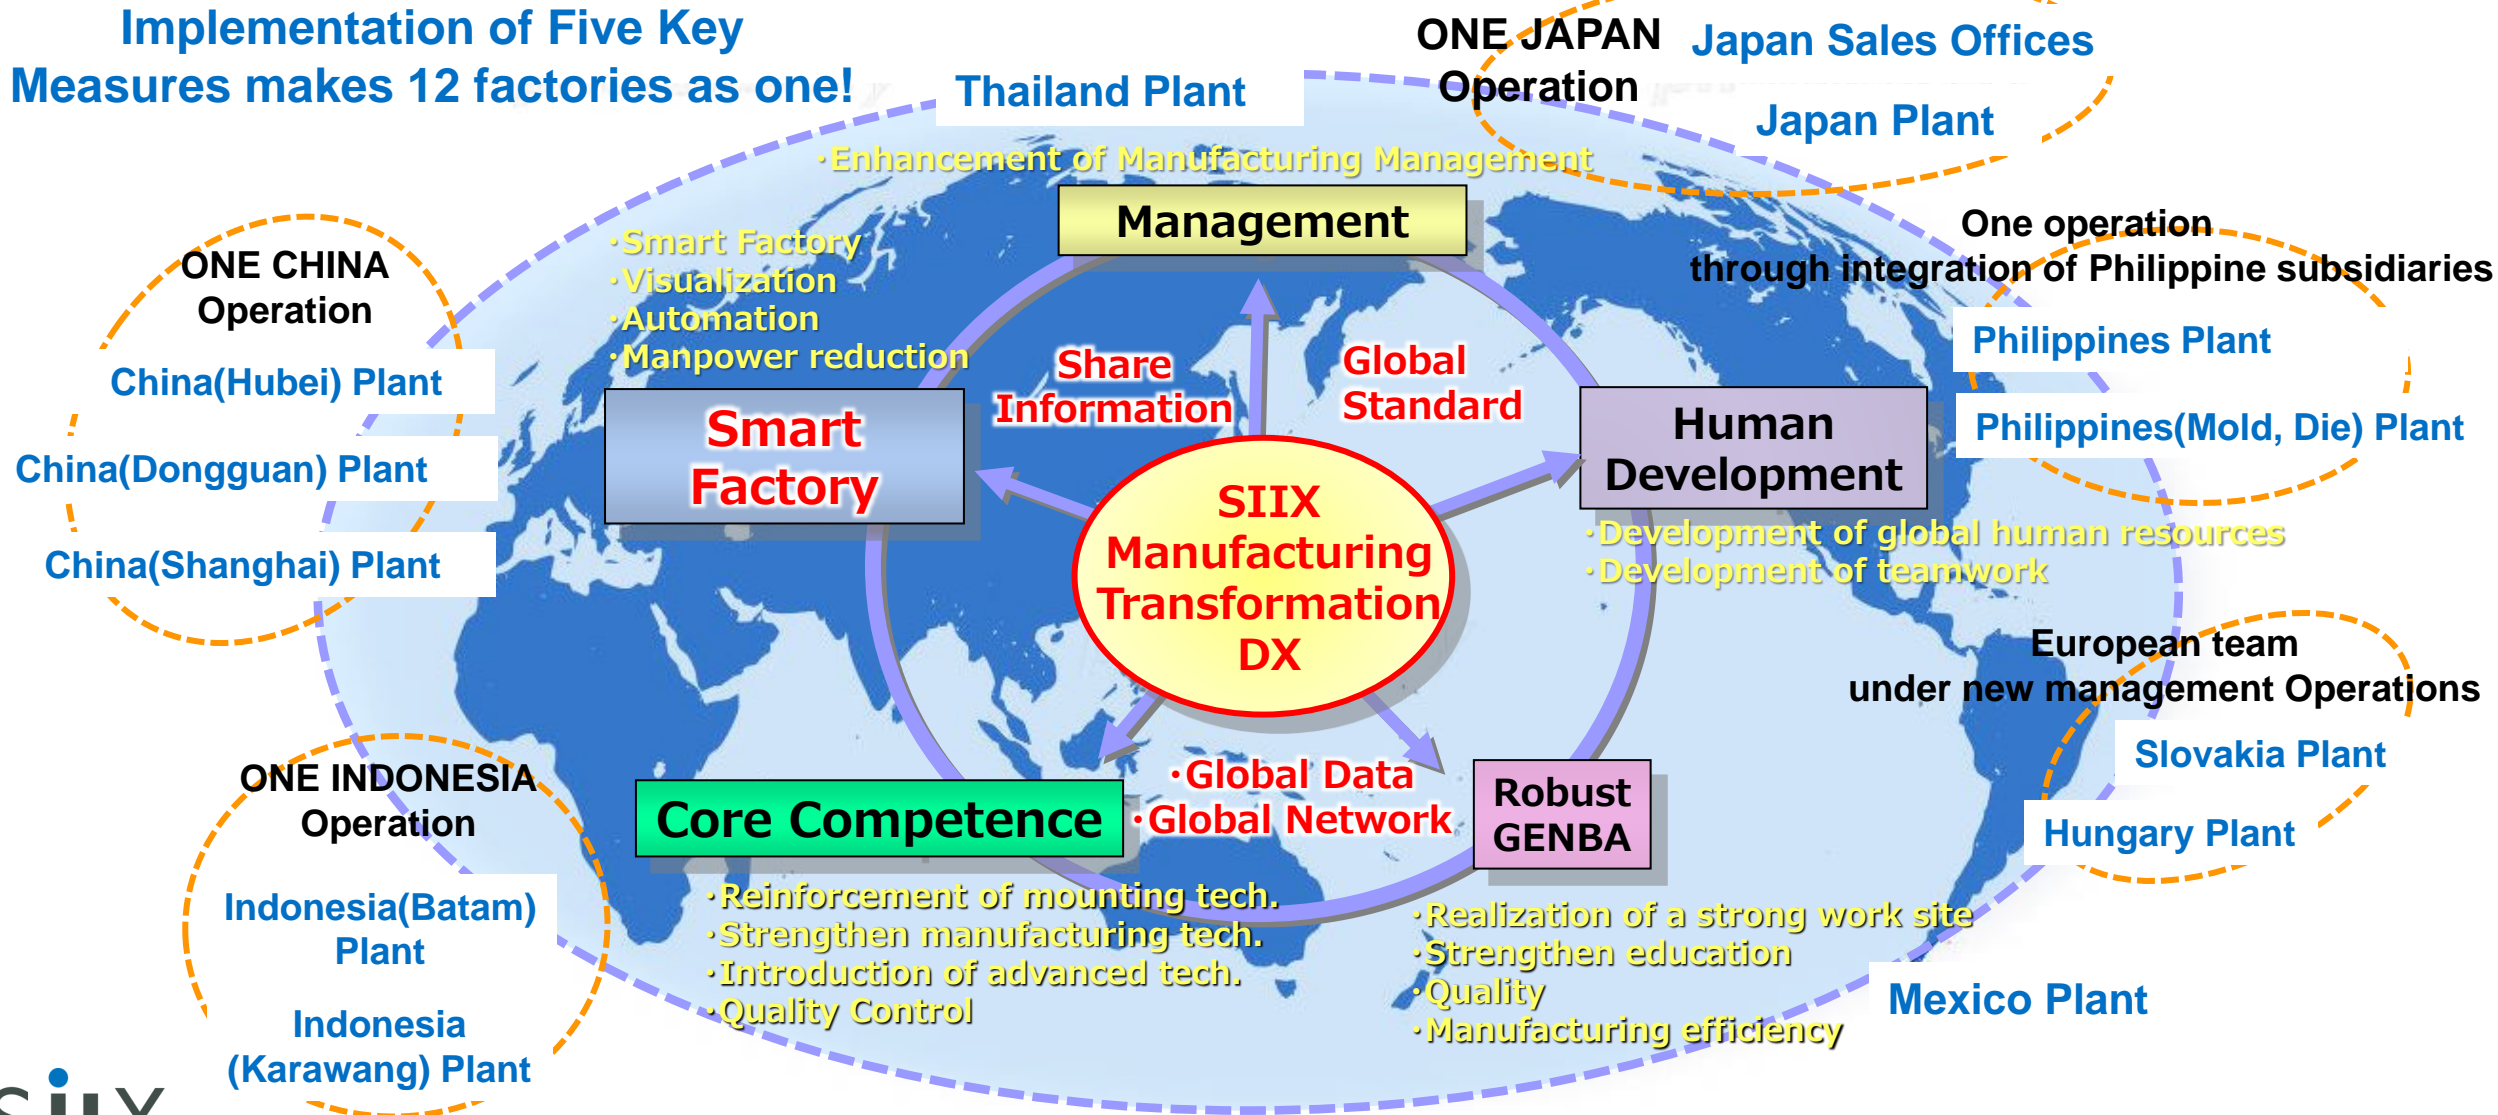 Implementation of Five Key
Measures makes 12 factories as one!
Thailand Plant
ONE JAPAN
Operation
Japan Sales Offices
Japan Plant
・Enhancement of Manufacturing Management
Management
・Smart Factory
・Visualization
・Automation
・Manpower reduction
Smart
Factory
Share
Information
Global
Standard
Human
Development
・Development of global human resources
・Development of teamwork
SIIX
Manufacturing
Transformation
DX
・Global Data
・Global Network
Core Competence
・Reinforcement of mounting tech.
・Strengthen manufacturing tech.
・Introduction of advanced tech.
・Quality Control
Robust
GENBA
・Realization of a strong work site
・Strengthen education
・Quality
・Manufacturing efficiency
ONE CHINA
Operation
China(Hubei) Plant
China(Dongguan) Plant
China(Shanghai) Plant
ONE INDONESIA
Operation
Indonesia(Batam)
Plant
Indonesia
(Karawang) Plant
One operation
through integration of Philippine subsidiaries
Philippines Plant
Philippines(Mold, Die) Plant
European team
under new management Operations
Slovakia Plant
Hungary Plant
Mexico Plant
siix